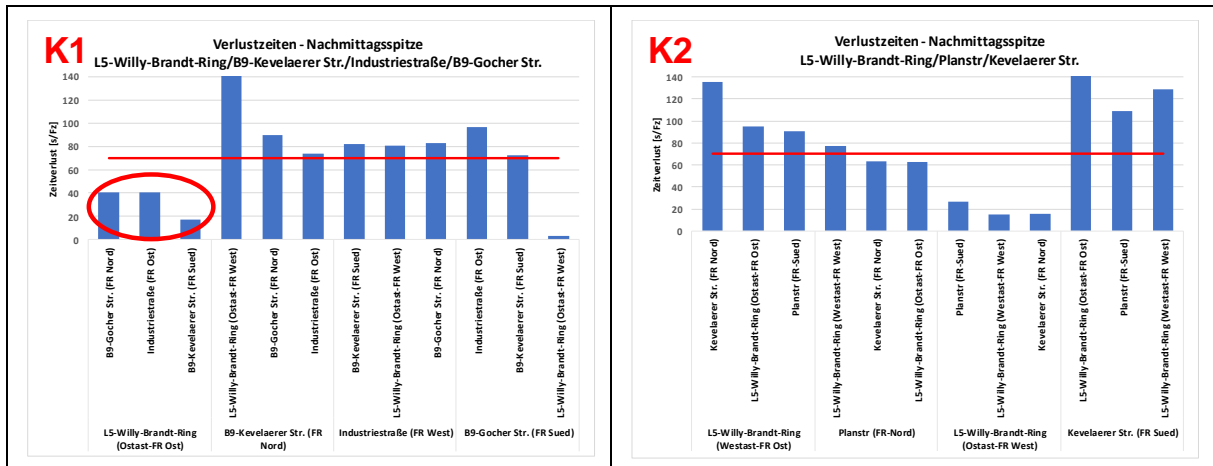 K1
Verlustzeiten - Nachmittagsspitze
L5-Willy-Brandt-Ring/B9-Kevelaerer Str./Industriestraße/B9-Gocher Str.
Zeitverlust [s/Fz]
140
120
100
80
60
40
20
0
B9-Gocher Str. (FR Nord)
Industriestraße (FR Ost)
B9-Kevelaerer Str. (FR Sued)
L5-Willy-Brandt-Ring (Ostast-FR West)
B9-Gocher Str. (FR Nord)
Industriestraße (FR Ost)
B9-Kevelaerer Str. (FR Sued)
L5-Willy-Brandt-Ring (Ostast-FR West)
B9-Gocher Str. (FR Nord)
Industriestraße (FR Ost)
B9-Kevelaerer Str. (FR Sued)
L5-Willy-Brandt-Ring (Ostast-FR West)
L5-Willy-Brandt-Ring
(Ostast-FR Ost)
B9-Kevelaerer Str. (FR
Nord)
Industriestraße (FR West)
B9-Gocher Str. (FR Sued)
K2
Verlustzeiten - Nachmittagsspitze
L5-Willy-Brandt-Ring/Planstr/Kevelaerer Str.
Zeitverlust [s/Fz]
140
120
100
80
60
40
20
0
Kevelaerer Str. (FR Nord)
L5-Willy-Brandt-Ring (Ostast-FR Ost)
Planstr (FR-Sued)
L5-Willy-Brandt-Ring (Westast-FR West)
Kevelaerer Str. (FR Nord)
L5-Willy-Brandt-Ring (Ostast-FR Ost)
Planstr (FR-Sued)
L5-Willy-Brandt-Ring (Westast-FR West)
Kevelaerer Str. (FR Nord)
L5-Willy-Brandt-Ring (Ostast-FR Ost)
Planstr (FR-Sued)
L5-Willy-Brandt-Ring (Westast-FR West)
L5-Willy-Brandt-Ring
(Westast-FR Ost)
Planstr (FR-Nord)
L5-Willy-Brandt-Ring
(Ostast-FR West)
Kevelaerer Str. (FR Sued)